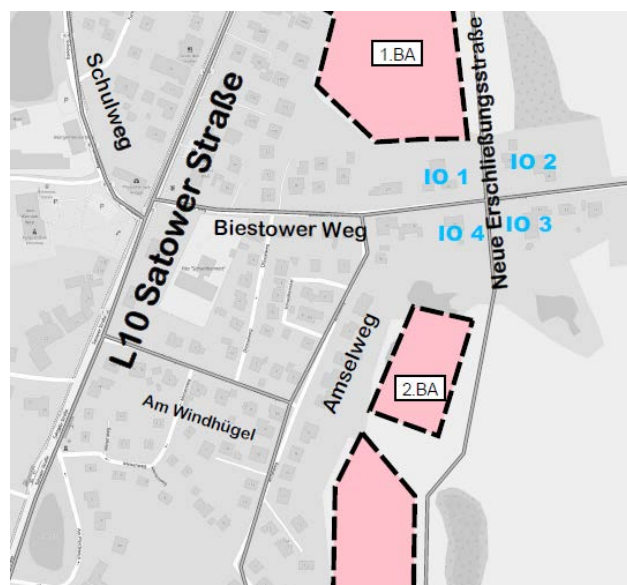 1.BA
Schulweg
L10 Satower Straße
Neue Erschließungsstraße
IO 1
IO 2
Biestower Weg
IO 4
IO 3
Amselweg
2.BA
Am Windhügel